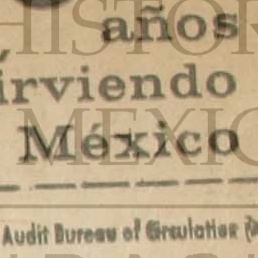 años
irviendo
México
Audit Bureau of Circulation